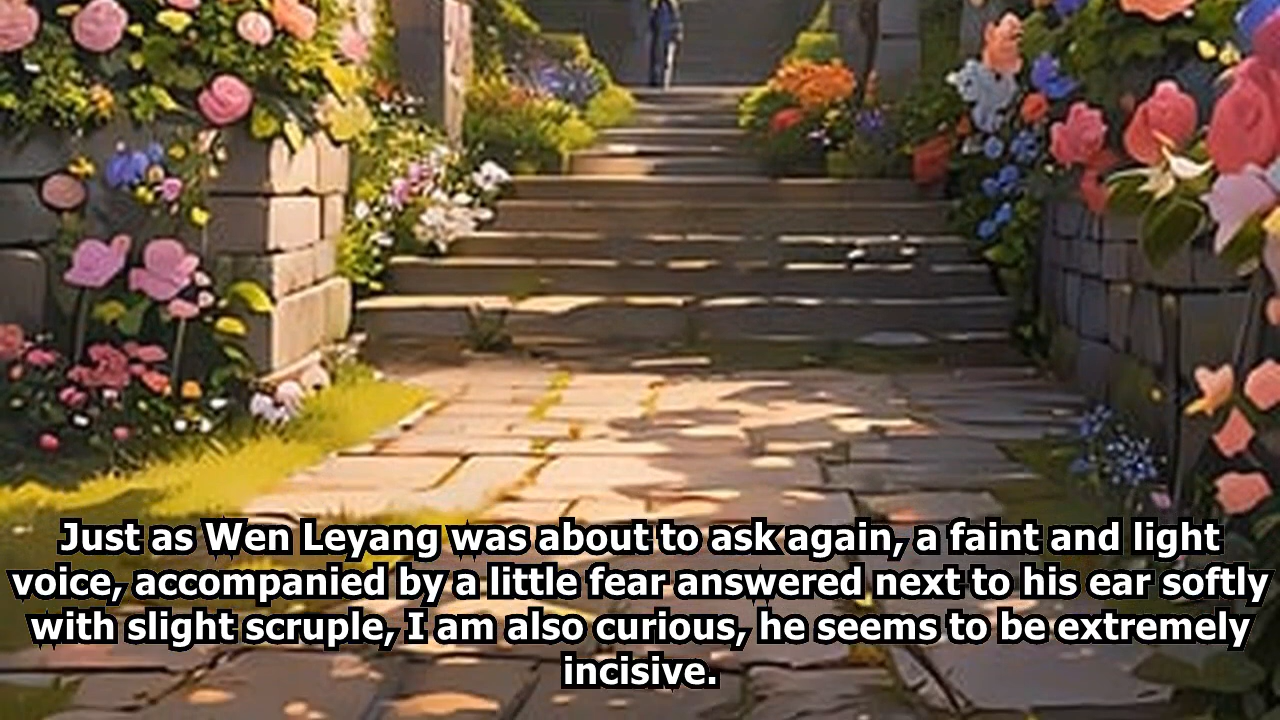 Just as Wen Leyang was about to ask again, a faint and light
voice, accompanied by a little fear answered next to his ear softly
with slight scruple, I am also curious, he seems to be extremely
incisive.